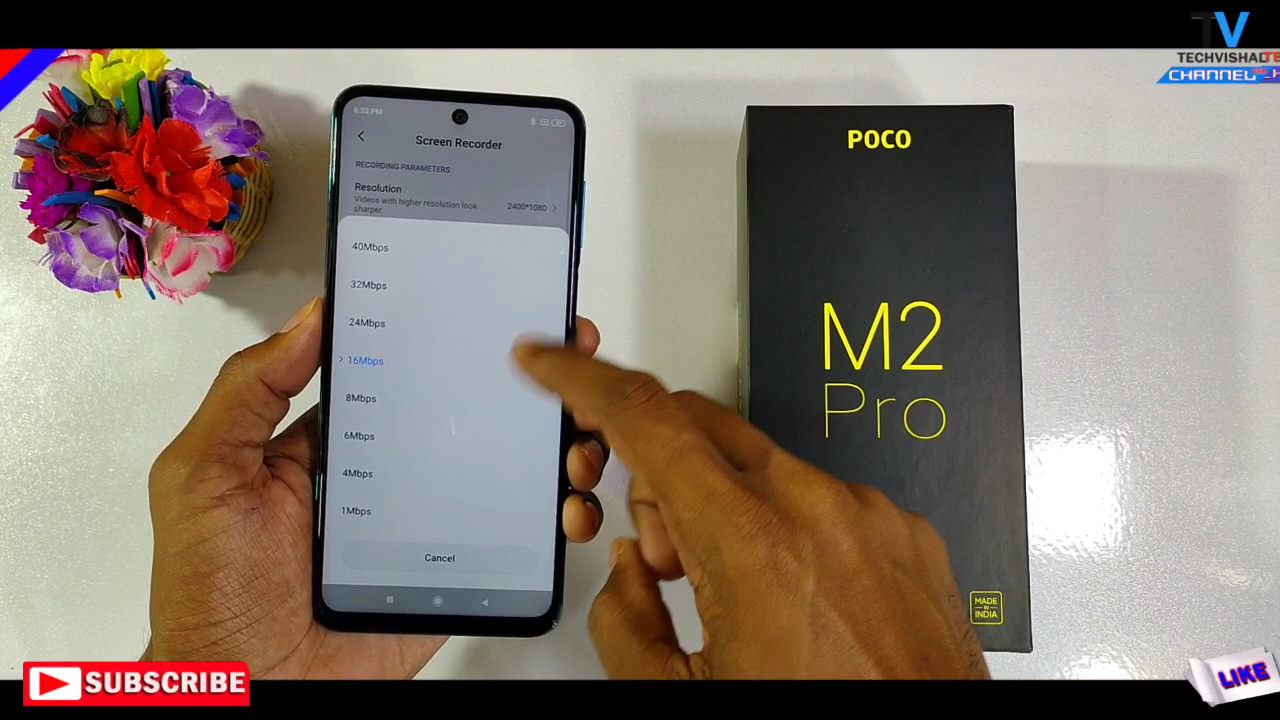 TV
TECHVISHALTE
CHANNEL
6:52 PM
Screen Recorder
RECORDING PARAMETERS
Resolution
Videos with higher resolution look
sharper
2400*1080
40Mbps
32Mbps
24Mbps
16Mbps
8Mbps
6Mbps
4Mbps
1Mbps
Cancel
POCO
M2
Pro
MADE
IN
INDIA
SUBSCRIBE
LIKE